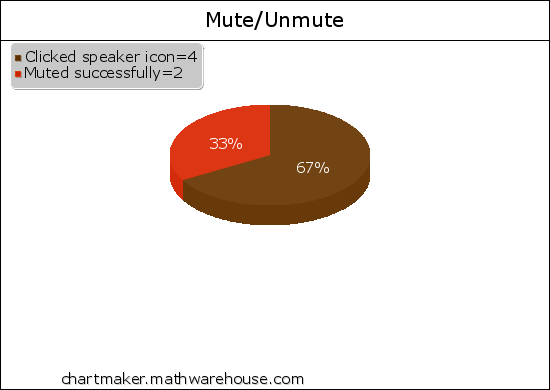 Mute/Unmute
Clicked speaker icon=4
Muted successfully=2
33%
67%
chartmaker.mathwarehouse.com